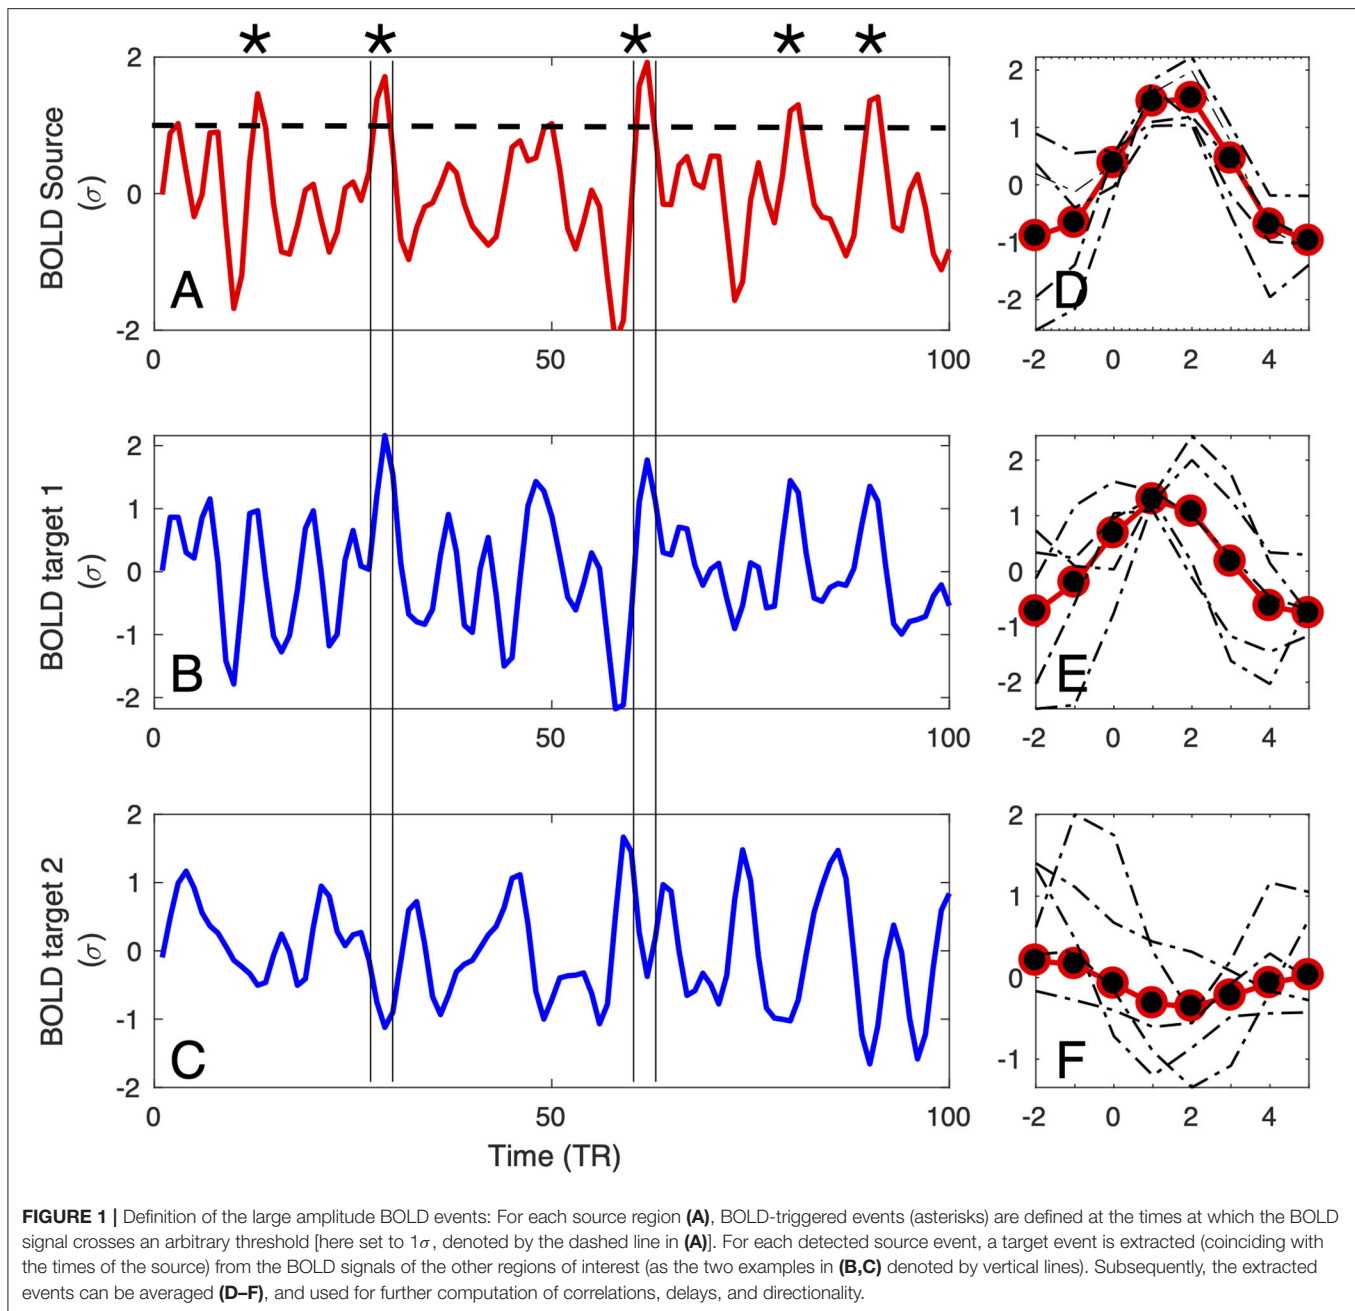 * * * * *
BOLD Source
(σ)
2
0
-2
A
0 50 100
2
1
0
-1
-2
D
-2 0 2 4
BOLD target 1
(σ)
2
1
0
-1
-2
B
0 50 100
2
1
0
-1
-2
E
-2 0 2 4
BOLD target 2
(σ)
2
1
0
-1
-2
C
0 50 100
Time (TR)
2
1
0
-1
F
-2 0 2 4
FIGURE 1 | Definition of the large amplitude BOLD events: For each source region (A), BOLD-triggered events (asterisks) are defined at the times at which the BOLD
signal crosses an arbitrary threshold [here set to 1σ, denoted by the dashed line in (A)]. For each detected source event, a target event is extracted (coinciding with
the times of the source) from the BOLD signals of the other regions of interest (as the two examples in (B,C) denoted by vertical lines). Subsequently, the extracted
events can be averaged (D–F), and used for further computation of correlations, delays, and directionality.